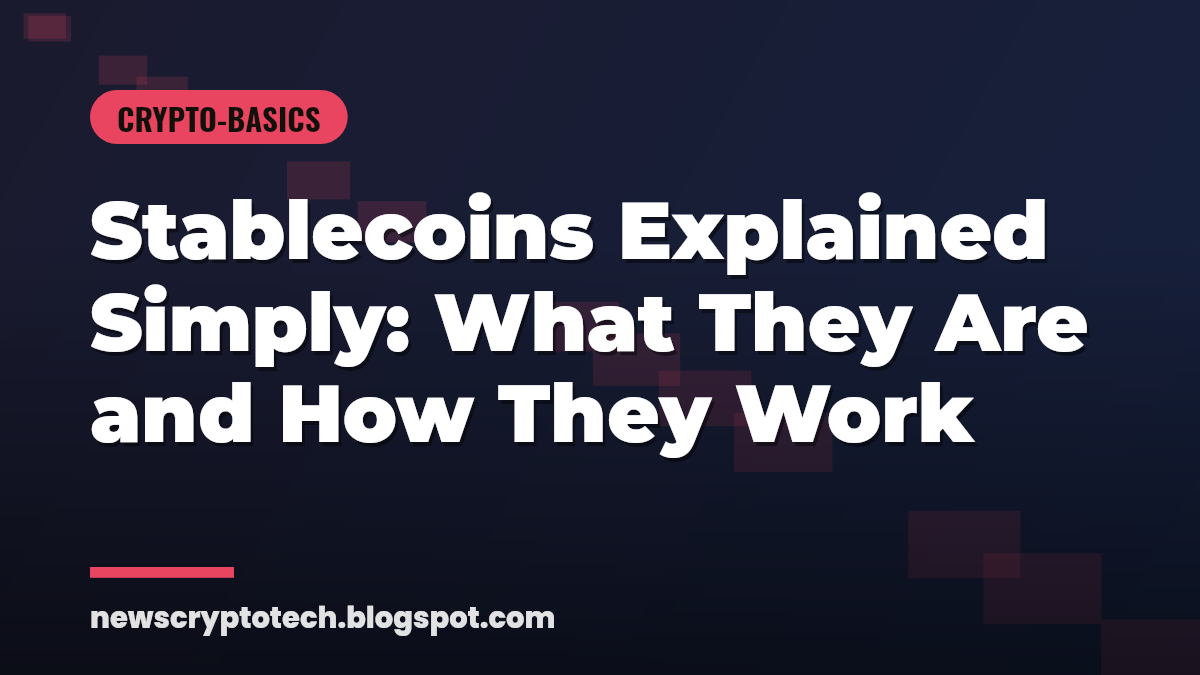 CRYPTO-BASICS
Stablecoins Explained
Simply: What They Are
and How They Work
newscryptotech.blogspot.com